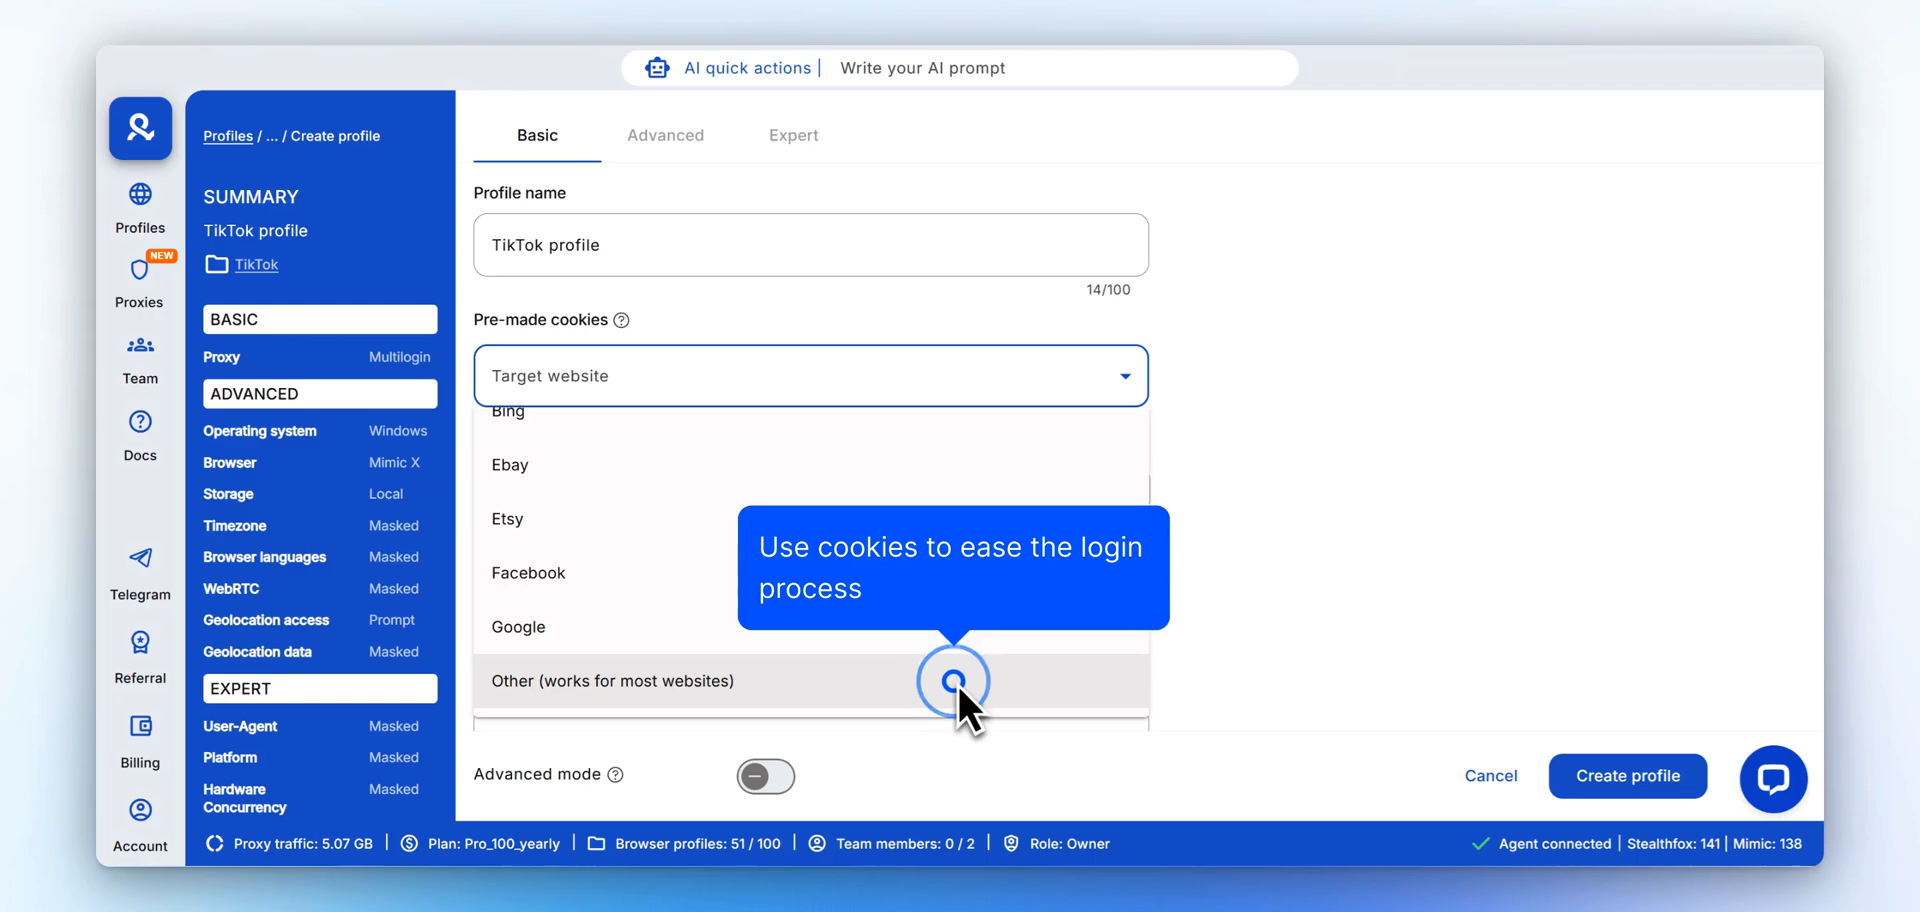 AI quick actions | Write your AI prompt
Profiles
NEW
Proxies
Team
Docs
Telegram
Referral
Billing
Account
Profiles / ... / Create profile
SUMMARY
TikTok profile
TikTok
BASIC
Proxy Multilogin
ADVANCED
Operating system Windows
Browser Mimic X
Storage Local
Timezone Masked
Browser languages Masked
WebRTC Masked
Geolocation access Prompt
Geolocation data Masked
EXPERT
User-Agent Masked
Platform Masked
Hardware Masked
Concurrency
Basic Advanced Expert
Profile name
TikTok profile
14/100
Pre-made cookies
Target website
Bing
Ebay
Etsy
Facebook
Google
Other (works for most websites)
Use cookies to ease the login
process
Advanced mode
Cancel
Create profile
Proxy traffic: 5.07 GB | Plan: Pro_100_yearly | Browser profiles: 51 / 100 | Team members: 0 / 2 | Role: Owner
Agent connected | Stealthfox: 141 | Mimic: 138